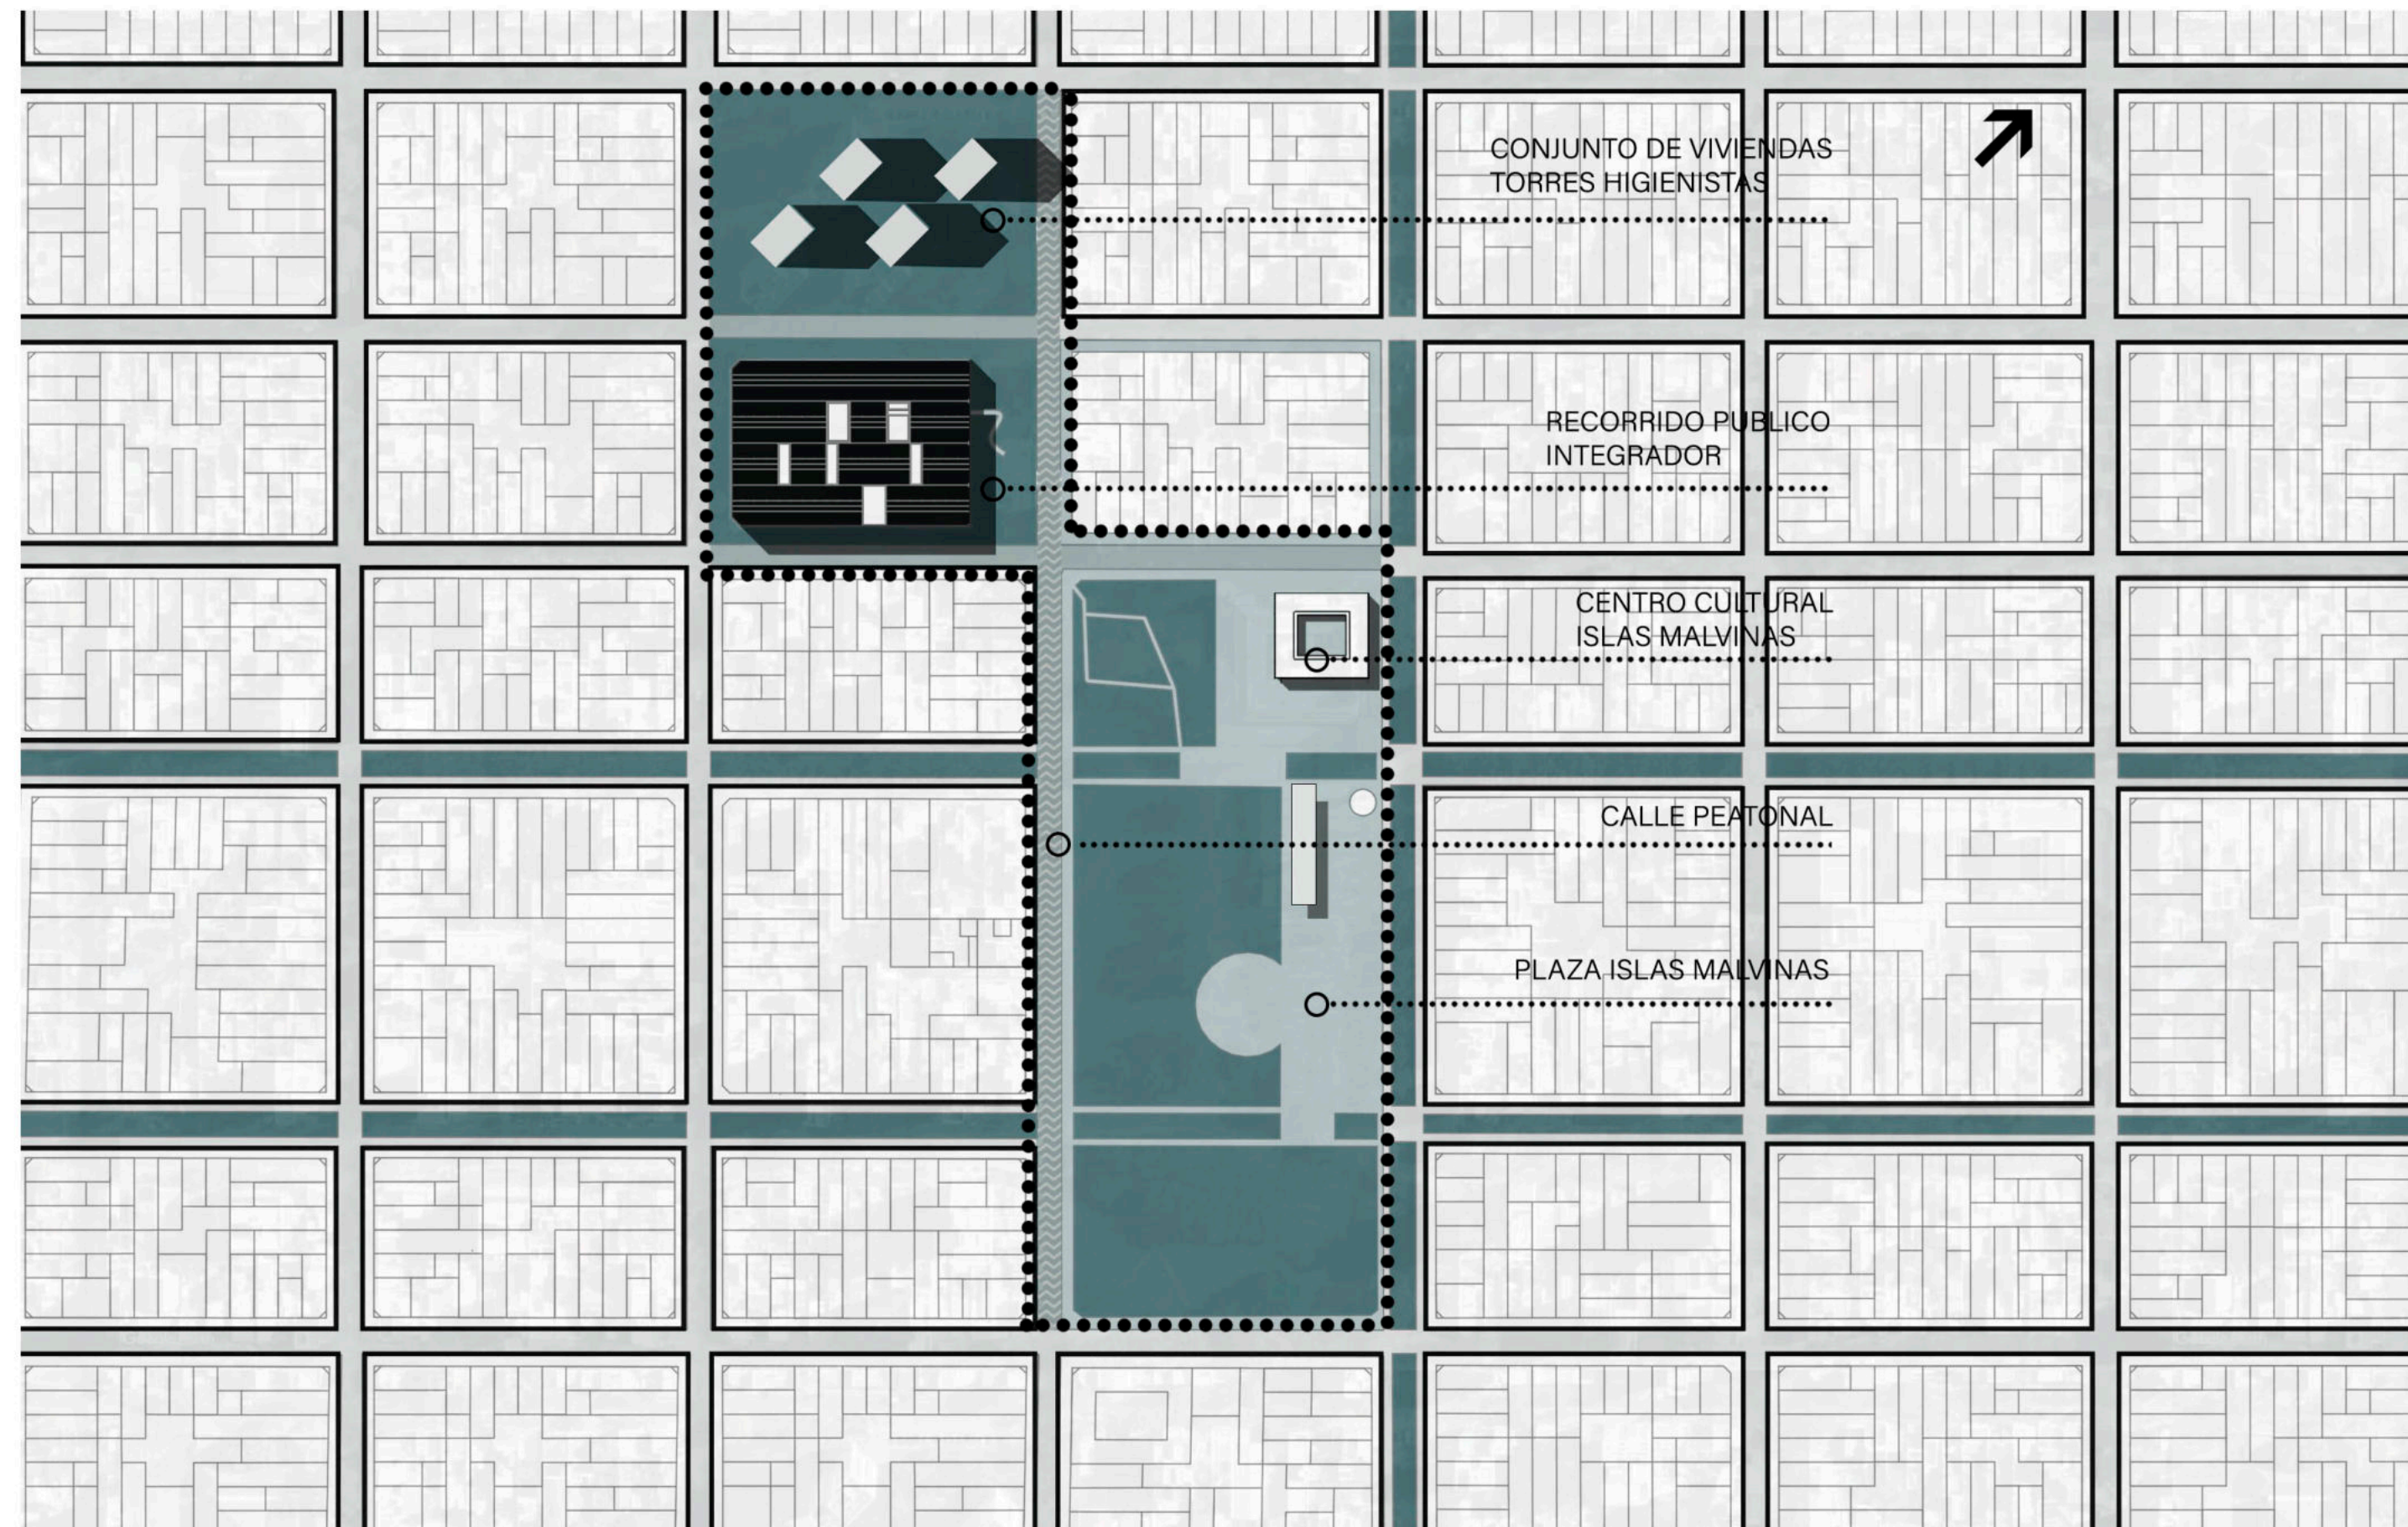 CONJUNTO DE VIVIENDAS
TORRES HIGIENISTAS
RECORRIDO PUBLICO
INTEGRADOR
CENTRO CULTURAL
ISLAS MALVINAS
CALLE PEATONAL
PLAZA ISLAS MALVINAS